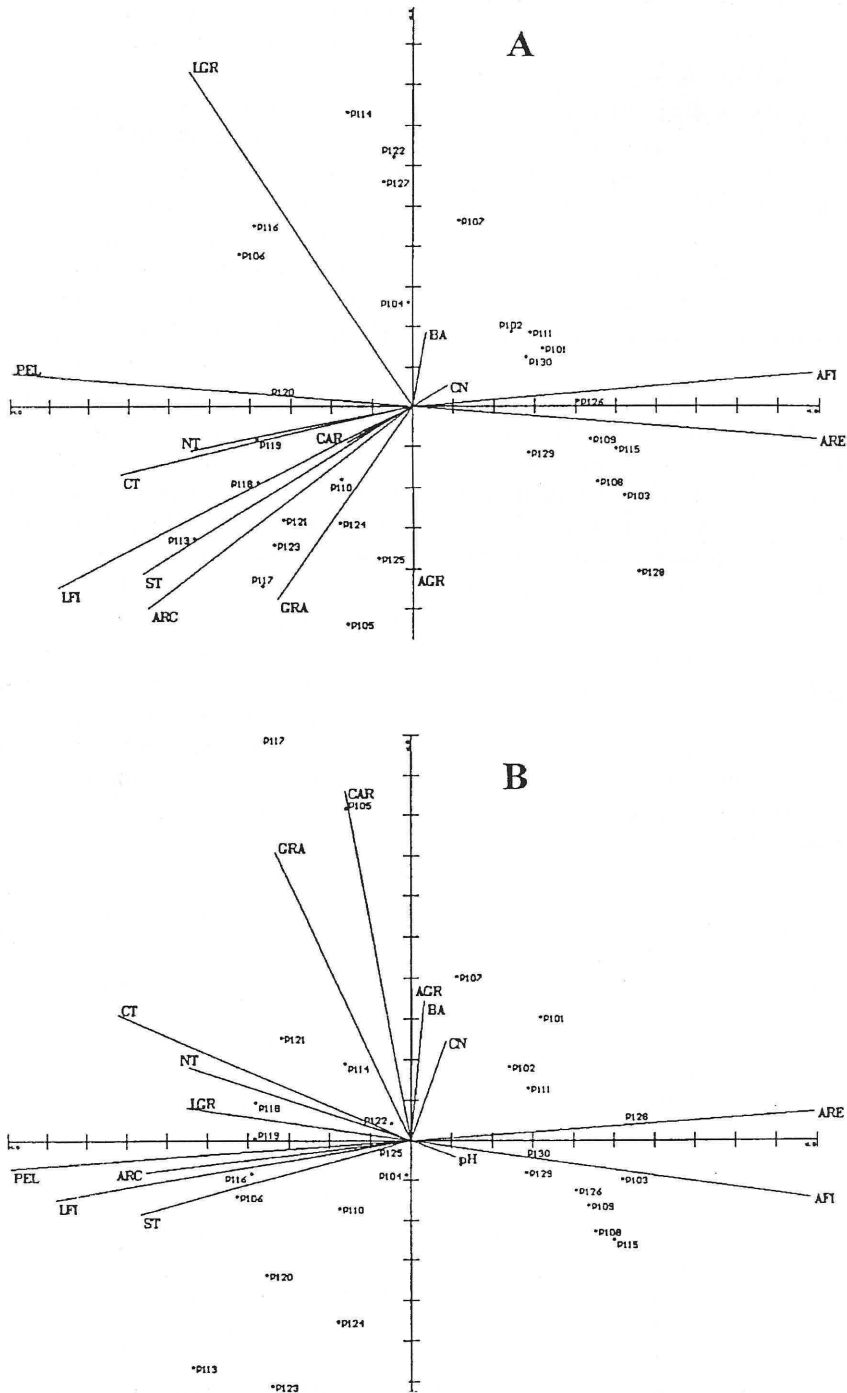 A
LGR
P114
P122
P127
P107
P116
P106
P104
BA
P102
P111
P101
P130
PEL
CN
AFI
P120
P126
NT
P119
CAR
P109
ARE
P115
P129
CT
P118
P110
P108
P103
P121
P124
P113
P123
P125
ST
P117
AGR
P128
LFI
GRA
ARC
P105
P117
B
CAR
P105
GRA
P107
AGR
BA
CT
P101
CN
P121
NT
P114
P102
P111
LGR
P118
P122
P128
ARE
P119
P125
P130
pH
PEL
ARC
P116
P104
P129
P103
LFI
P106
P126
AFI
ST
P110
P109
P108
P115
P120
P124
P113
P123